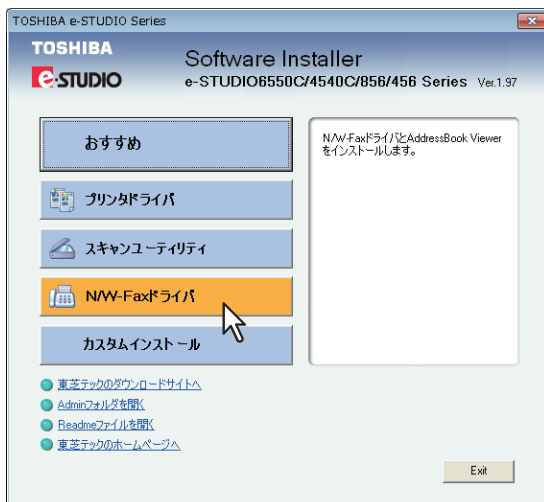 TOSHIBA e-STUDIO Series
TOSHIBA
e-STUDIO
Software Installer
e-STUDIO6550C/4540C/856/456 Series Ver.1.97
おすすめ
プリンタドライバ
スキャンユーティリティ
N/W-Faxドライバ
カスタムインストール
N/W-FaxドライバとAddressBook Viewer
をインストールします。
東芝テックのダウンロードサイトへ
Adminフォルダを開く
Readmeファイルを開く
東芝テックのホームページへ
Exit